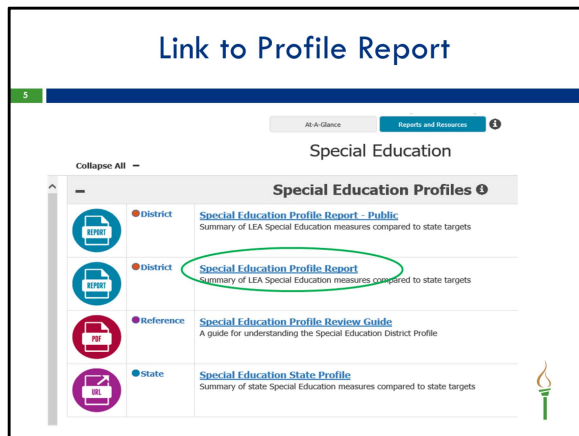 Link to Profile Report
5
At-A-Glance Reports and Resources i
Special Education
Collapse All −
− Special Education Profiles i
REPORT
District
Special Education Profile Report - Public
Summary of LEA Special Education measures compared to state targets
REPORT
District
Special Education Profile Report
Summary of LEA Special Education measures compared to state targets
PDF
Reference
Special Education Profile Review Guide
A guide for understanding the Special Education District Profile
URL
State
Special Education State Profile
Summary of state Special Education measures compared to state targets